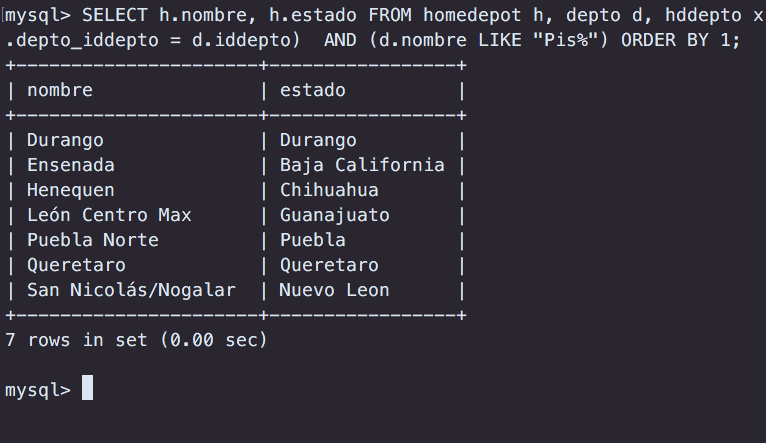 mysql> SELECT h.nombre, h.estado FROM homedepot h, depto d, hddepto x
.depto_iddepto = d.iddepto)  AND (d.nombre LIKE "Pis%") ORDER BY 1;
+----------------------+-----------------+
| nombre               | estado          |
+----------------------+-----------------+
| Durango              | Durango         |
| Ensenada             | Baja California |
| Henequen             | Chihuahua       |
| León Centro Max      | Guanajuato      |
| Puebla Norte         | Puebla          |
| Queretaro            | Queretaro       |
| San Nicolás/Nogalar  | Nuevo Leon      |
+----------------------+-----------------+
7 rows in set (0.00 sec)
mysql>